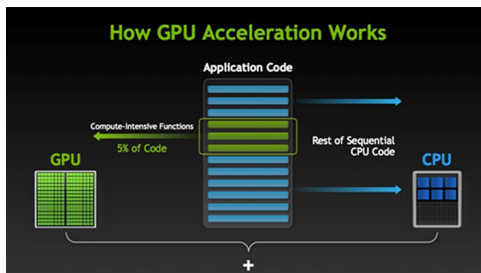 How GPU Acceleration Works
Application Code
Compute-Intensive Functions
5% of Code
GPU
Rest of Sequential
CPU Code
CPU
+